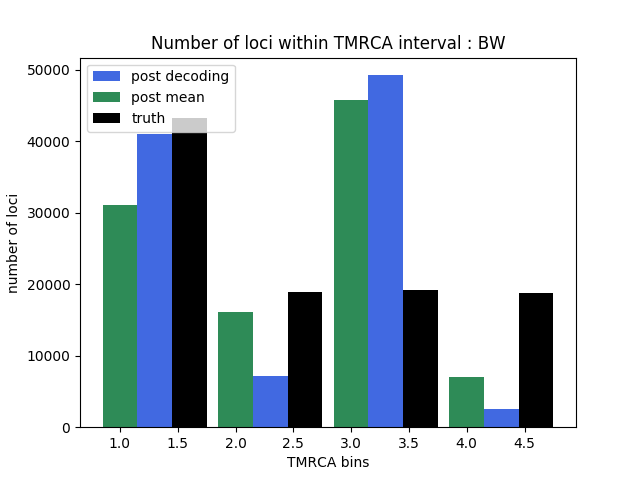 Number of loci within TMRCA interval : BW
post decoding
post mean
truth
number of loci
50000
40000
30000
20000
10000
0
1.0 1.5 2.0 2.5 3.0 3.5 4.0 4.5
TMRCA bins